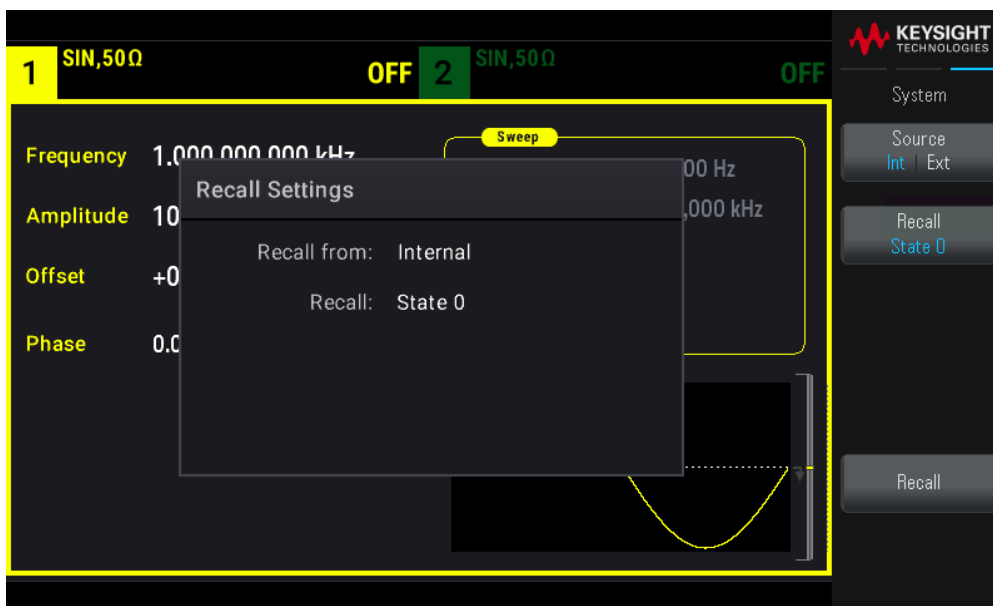 KEYSIGHT
TECHNOLOGIES
1 SIN,50Ω OFF 2 SIN,50Ω OFF
System
Source
Int | Ext
Sweep
Frequency 1.000,000,000 kHz
00 Hz
Recall Settings
Amplitude 10
,000 kHz
Recall
State 0
Recall from: Internal
Offset +0
Recall: State 0
Phase 0.0
Recall